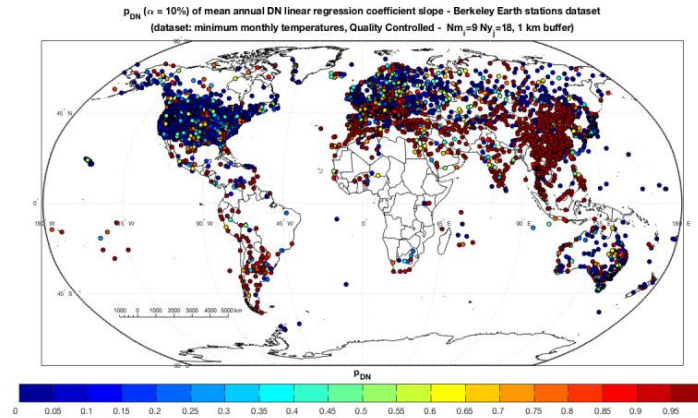 p_DN (α = 10%) of mean annual DN linear regression coefficient slope - Berkeley Earth stations dataset
(dataset: minimum monthly temperatures, Quality Controlled - Nm_i=9 Ny_j=18, 1 km buffer)
45° N
0°
180° W 135° W 90° W 45° W 0° 45° E 90° E 135° E 180° E
45° S
1000 0 1000 2000 3000 4000 5000 km
p_DN
0 0.05 0.1 0.15 0.2 0.25 0.3 0.35 0.4 0.45 0.5 0.55 0.6 0.65 0.7 0.75 0.8 0.85 0.9 0.95